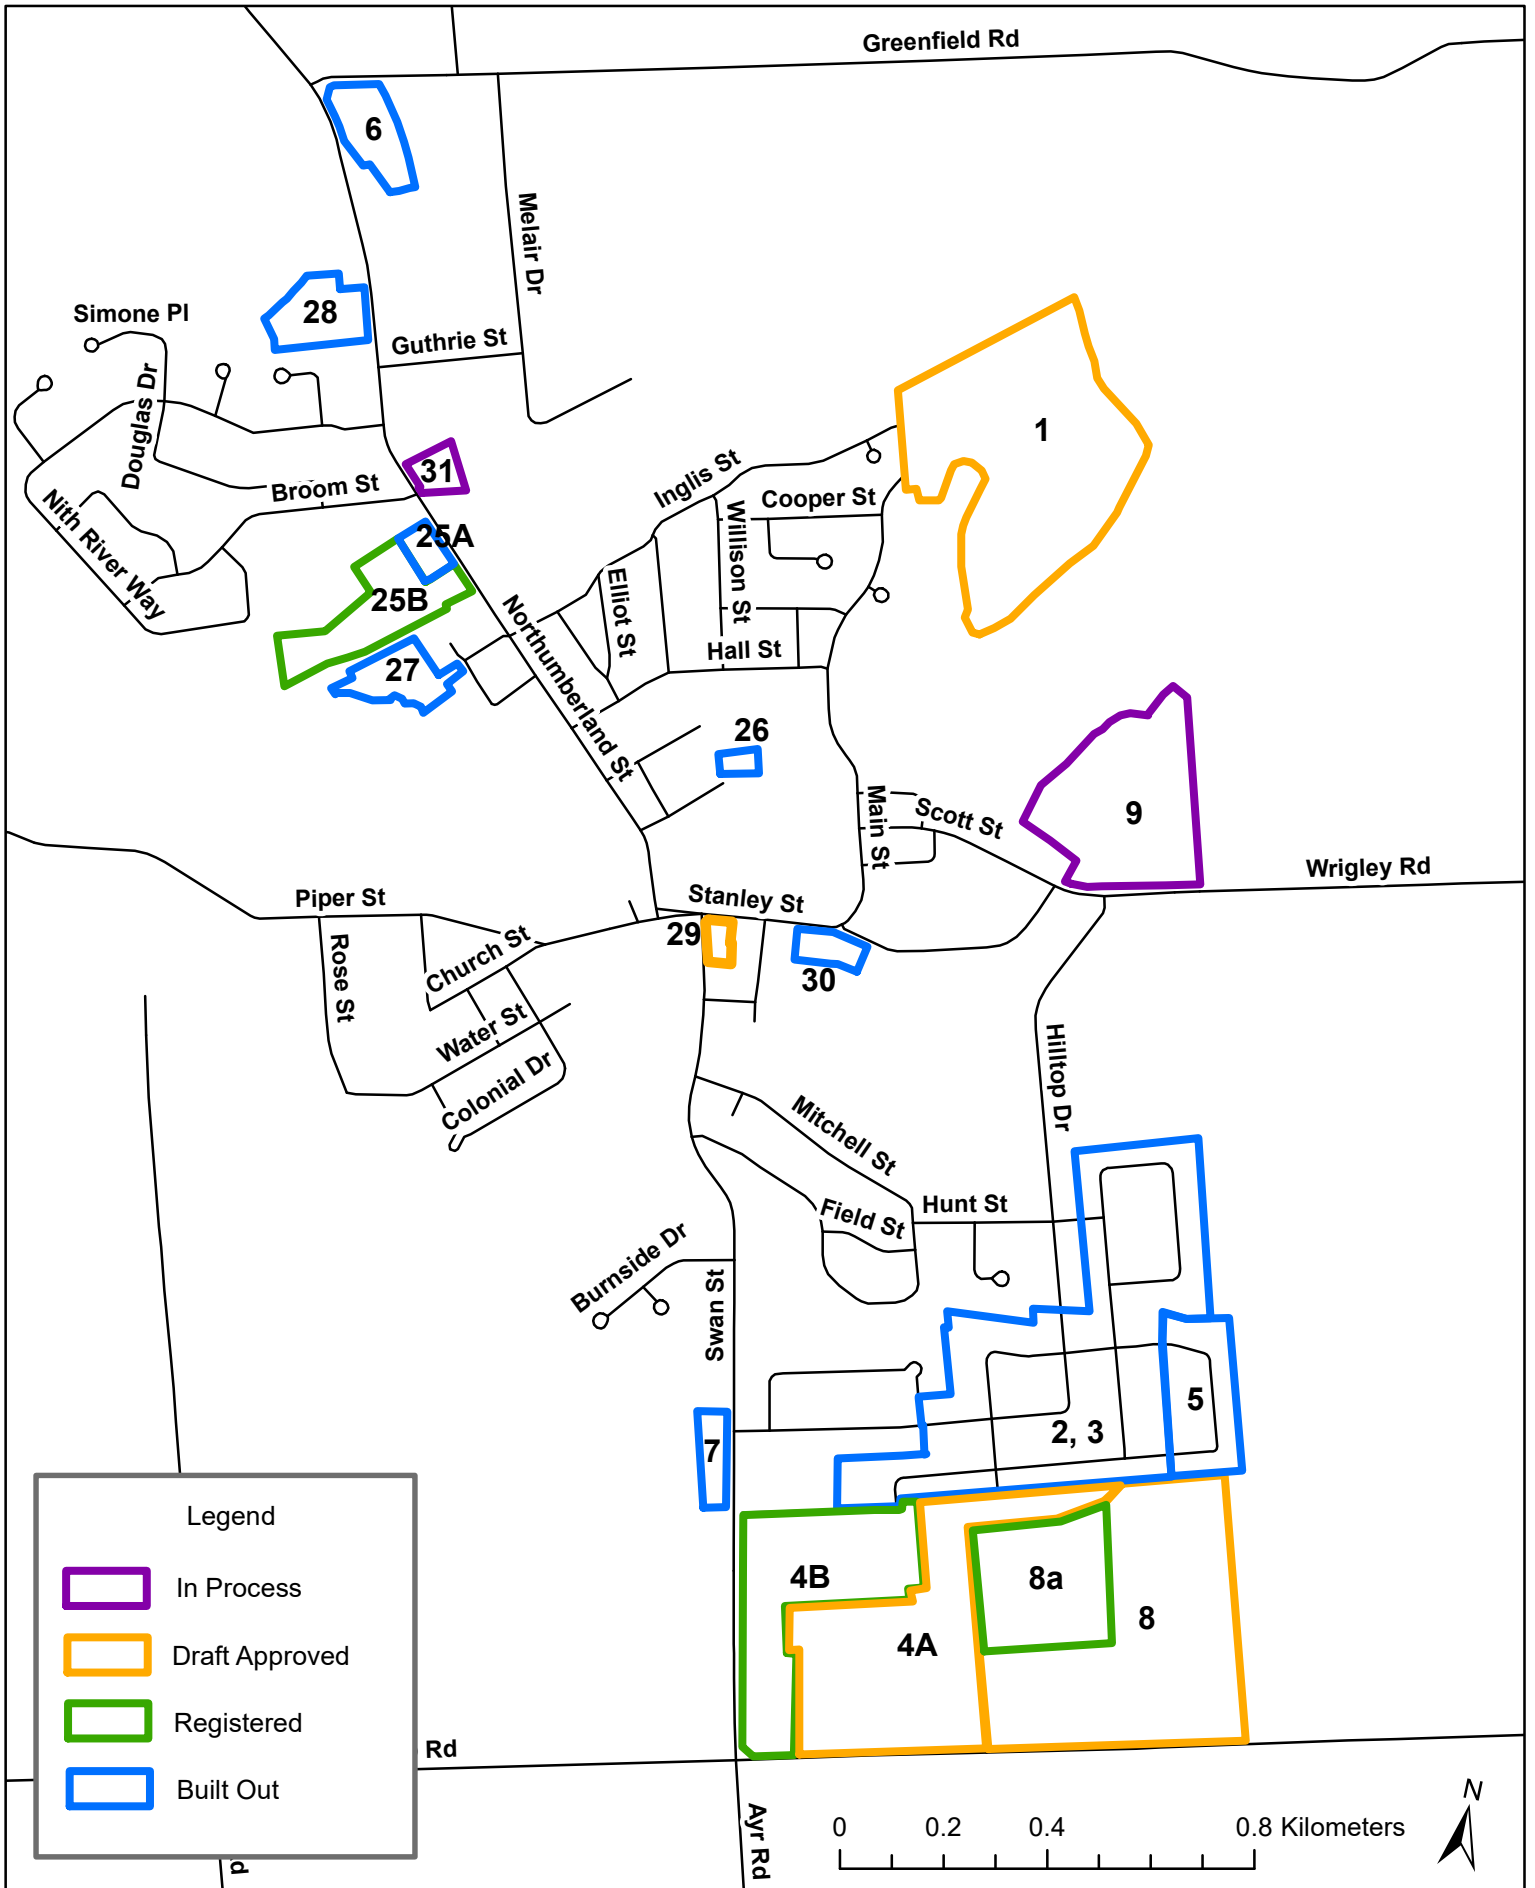 Greenfield Rd
6
Melair Dr
28
Simone Pl
Guthrie St
Douglas Dr
1
31
Inglis St
Broom St
Cooper St
Nith River Way
Willison St
25A
Elliot St
25B
Northumberland St
Hall St
27
26
9
Main St
Scott St
Wrigley Rd
Piper St
Stanley St
29
Church St
Rose St
30
Water St
Colonial Dr
Hilltop Dr
Mitchell St
Hunt St
Field St
Burnside Dr
Swan St
5
2, 3
7
4B
8a
8
4A
Legend
In Process
Draft Approved
Registered
Built Out
Rd
d
Ayr Rd
0 0.2 0.4 0.8 Kilometers
N